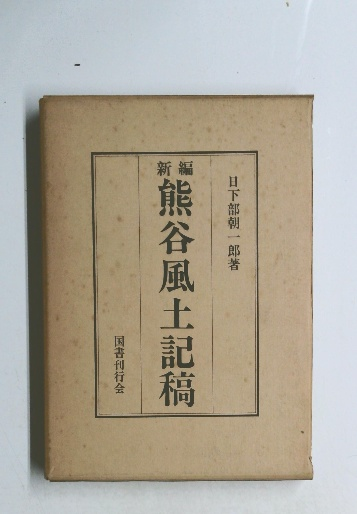 日下部朝一郎著
新編
熊谷風土記稿
国書刊行会